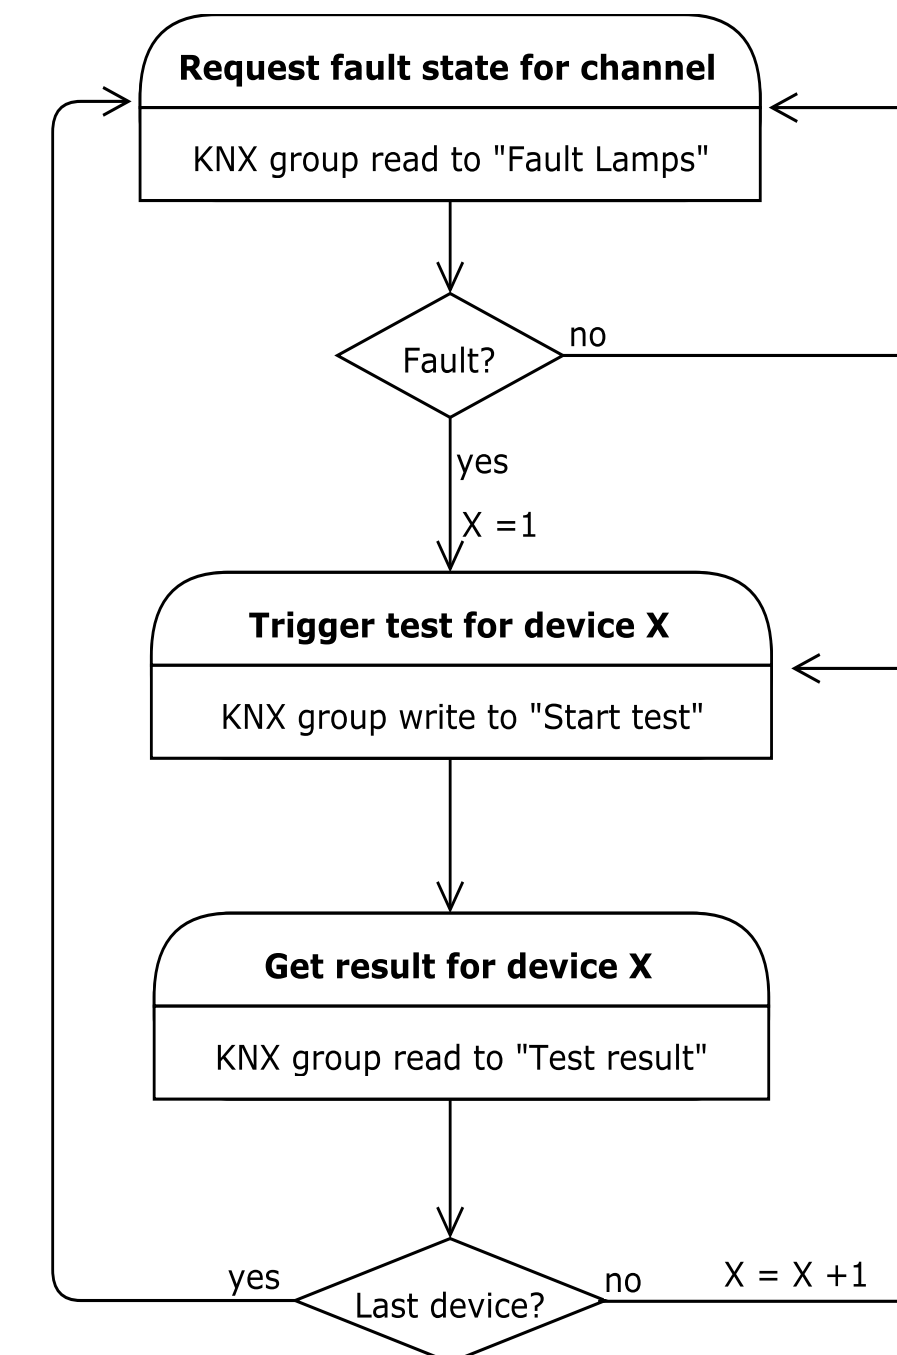 Request fault state for channel
KNX group read to "Fault Lamps"
Fault?
no
yes
X =1
Trigger test for device X
KNX group write to "Start test"
Get result for device X
KNX group read to "Test result"
yes
Last device?
no
X = X +1